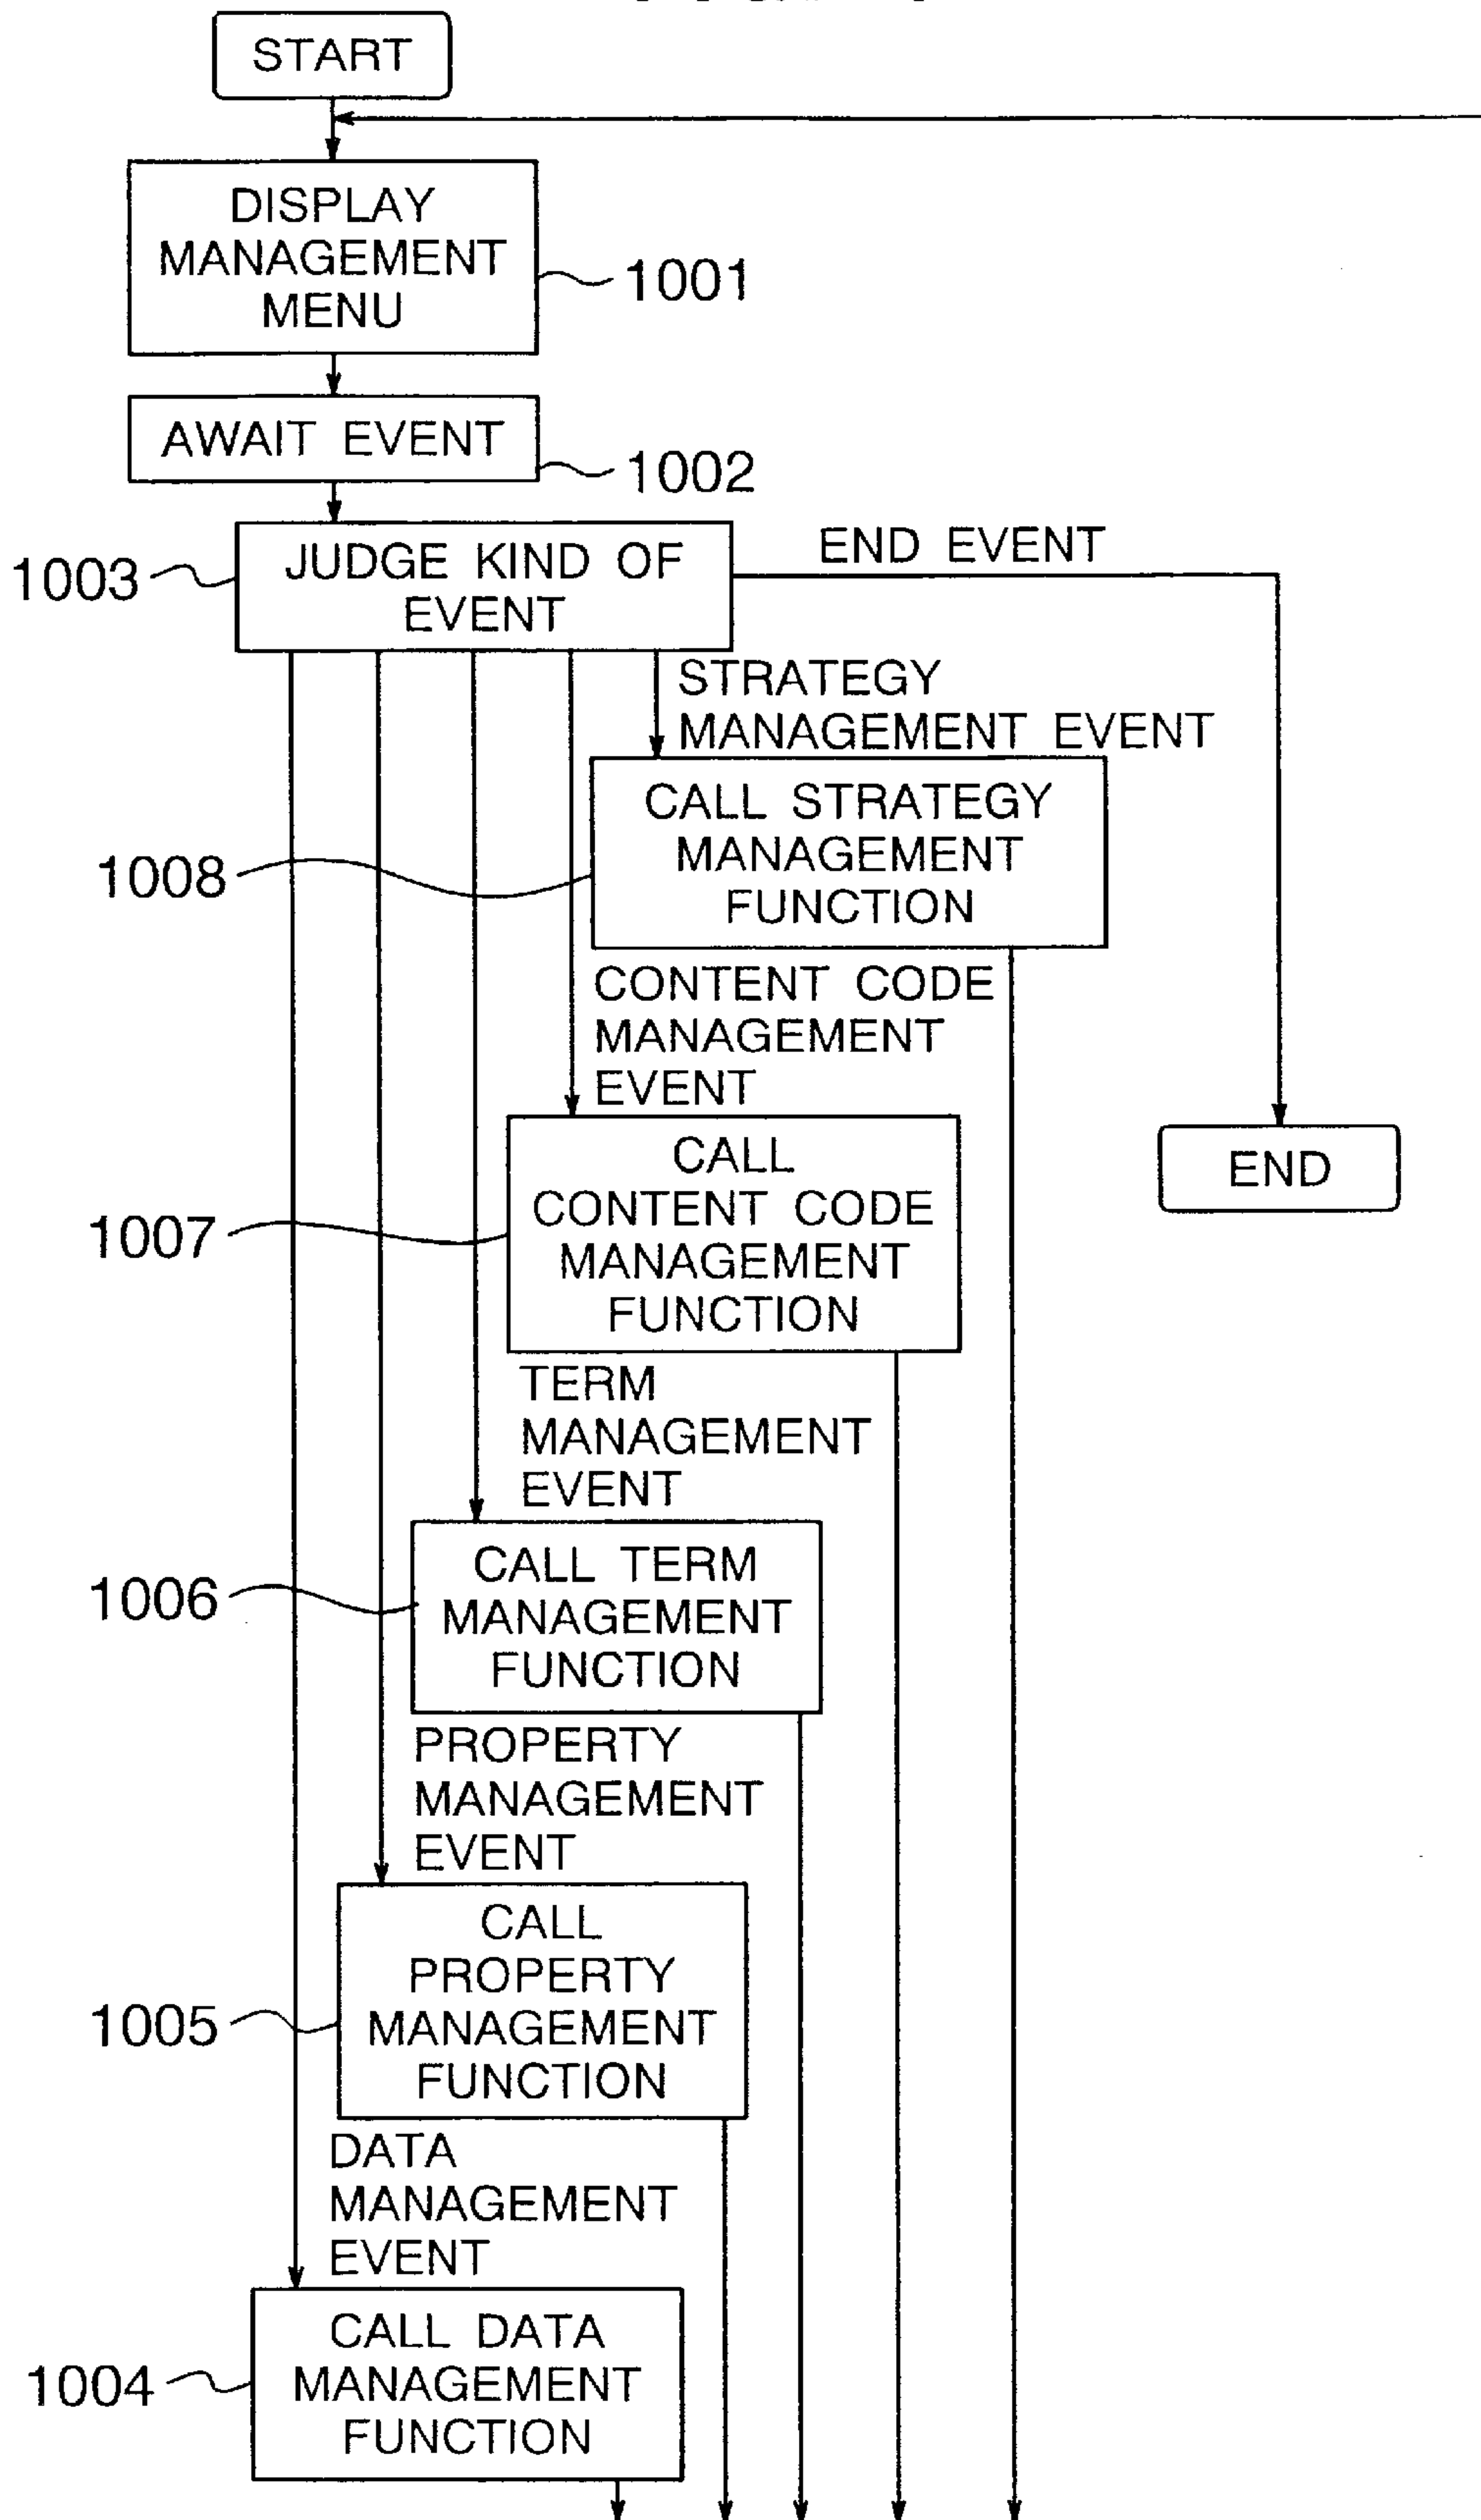 START
DISPLAY
MANAGEMENT
MENU
1001
AWAIT EVENT
1002
1003
JUDGE KIND OF
EVENT
END EVENT
STRATEGY
MANAGEMENT EVENT
CALL STRATEGY
MANAGEMENT
FUNCTION
1008
CONTENT CODE
MANAGEMENT
EVENT
CALL
CONTENT CODE
MANAGEMENT
FUNCTION
1007
END
TERM
MANAGEMENT
EVENT
CALL TERM
MANAGEMENT
FUNCTION
1006
PROPERTY
MANAGEMENT
EVENT
CALL
PROPERTY
MANAGEMENT
FUNCTION
1005
DATA
MANAGEMENT
EVENT
CALL DATA
MANAGEMENT
FUNCTION
1004